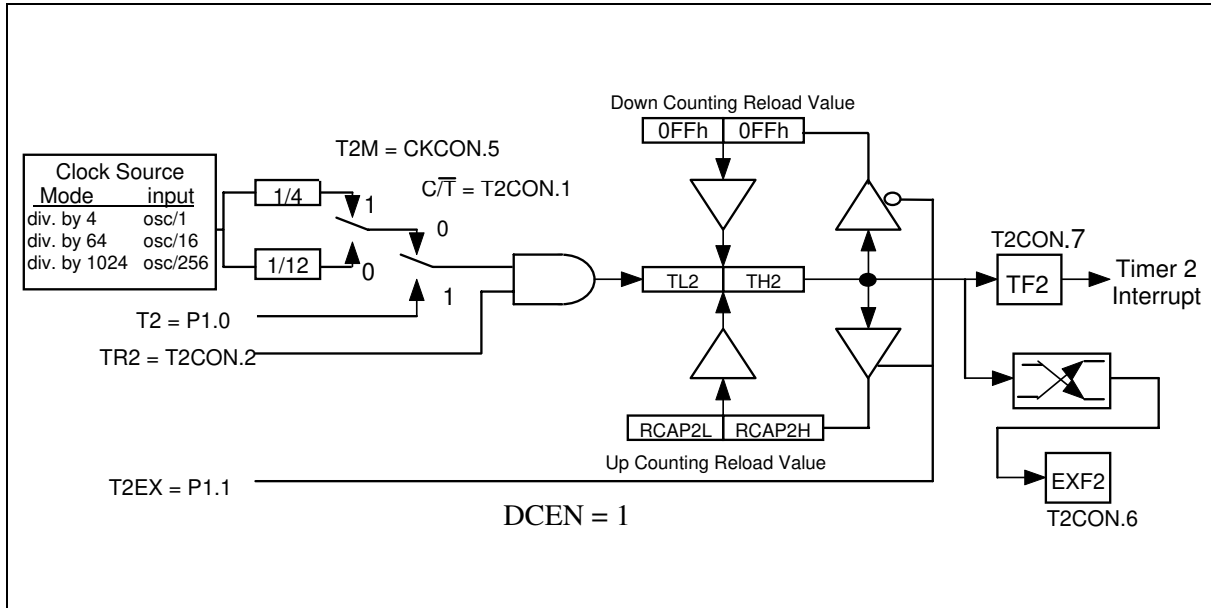 Down Counting Reload Value
0FFh 0FFh
T2M = CKCON.5
C/T̅ = T2CON.1
Clock Source
Mode input
div. by 4 osc/1
div. by 64 osc/16
div. by 1024 osc/256
1/4
1
0
1/12
0
1
TL2 TH2
T2CON.7
TF2
Timer 2
Interrupt
T2 = P1.0
TR2 = T2CON.2
RCAP2L RCAP2H
Up Counting Reload Value
T2EX = P1.1
EXF2
T2CON.6
DCEN = 1